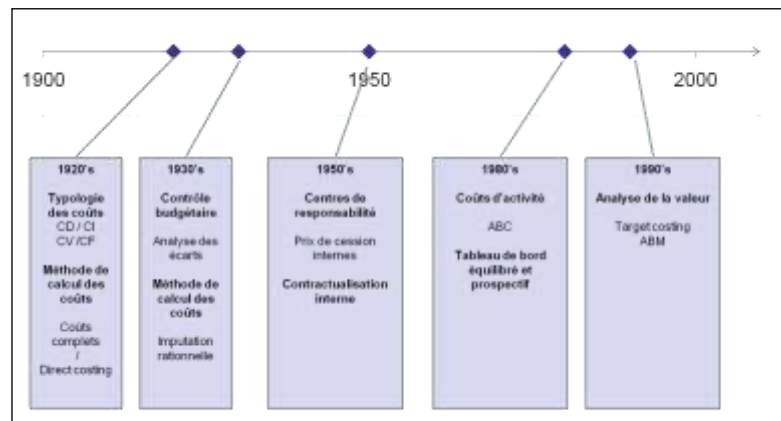 1900
1950
2000
1920's
Typologie
des coûts
CD / CI
CV /CF
Méthode de
calcul des
coûts
Coûts
complets
/
Direct costing
1930's
Contrôle
budgétaire
Analyse des
écarts
Méthode de
calcul des
coûts
Imputation
rationnelle
1950's
Centres de
responsabilité
Prix de cession
internes
Contractualisation
interne
1980's
Coûts d'activité
ABC
Tableau de bord
équilibré et
prospectif
1990's
Analyse de la valeur
Target costing
ABM